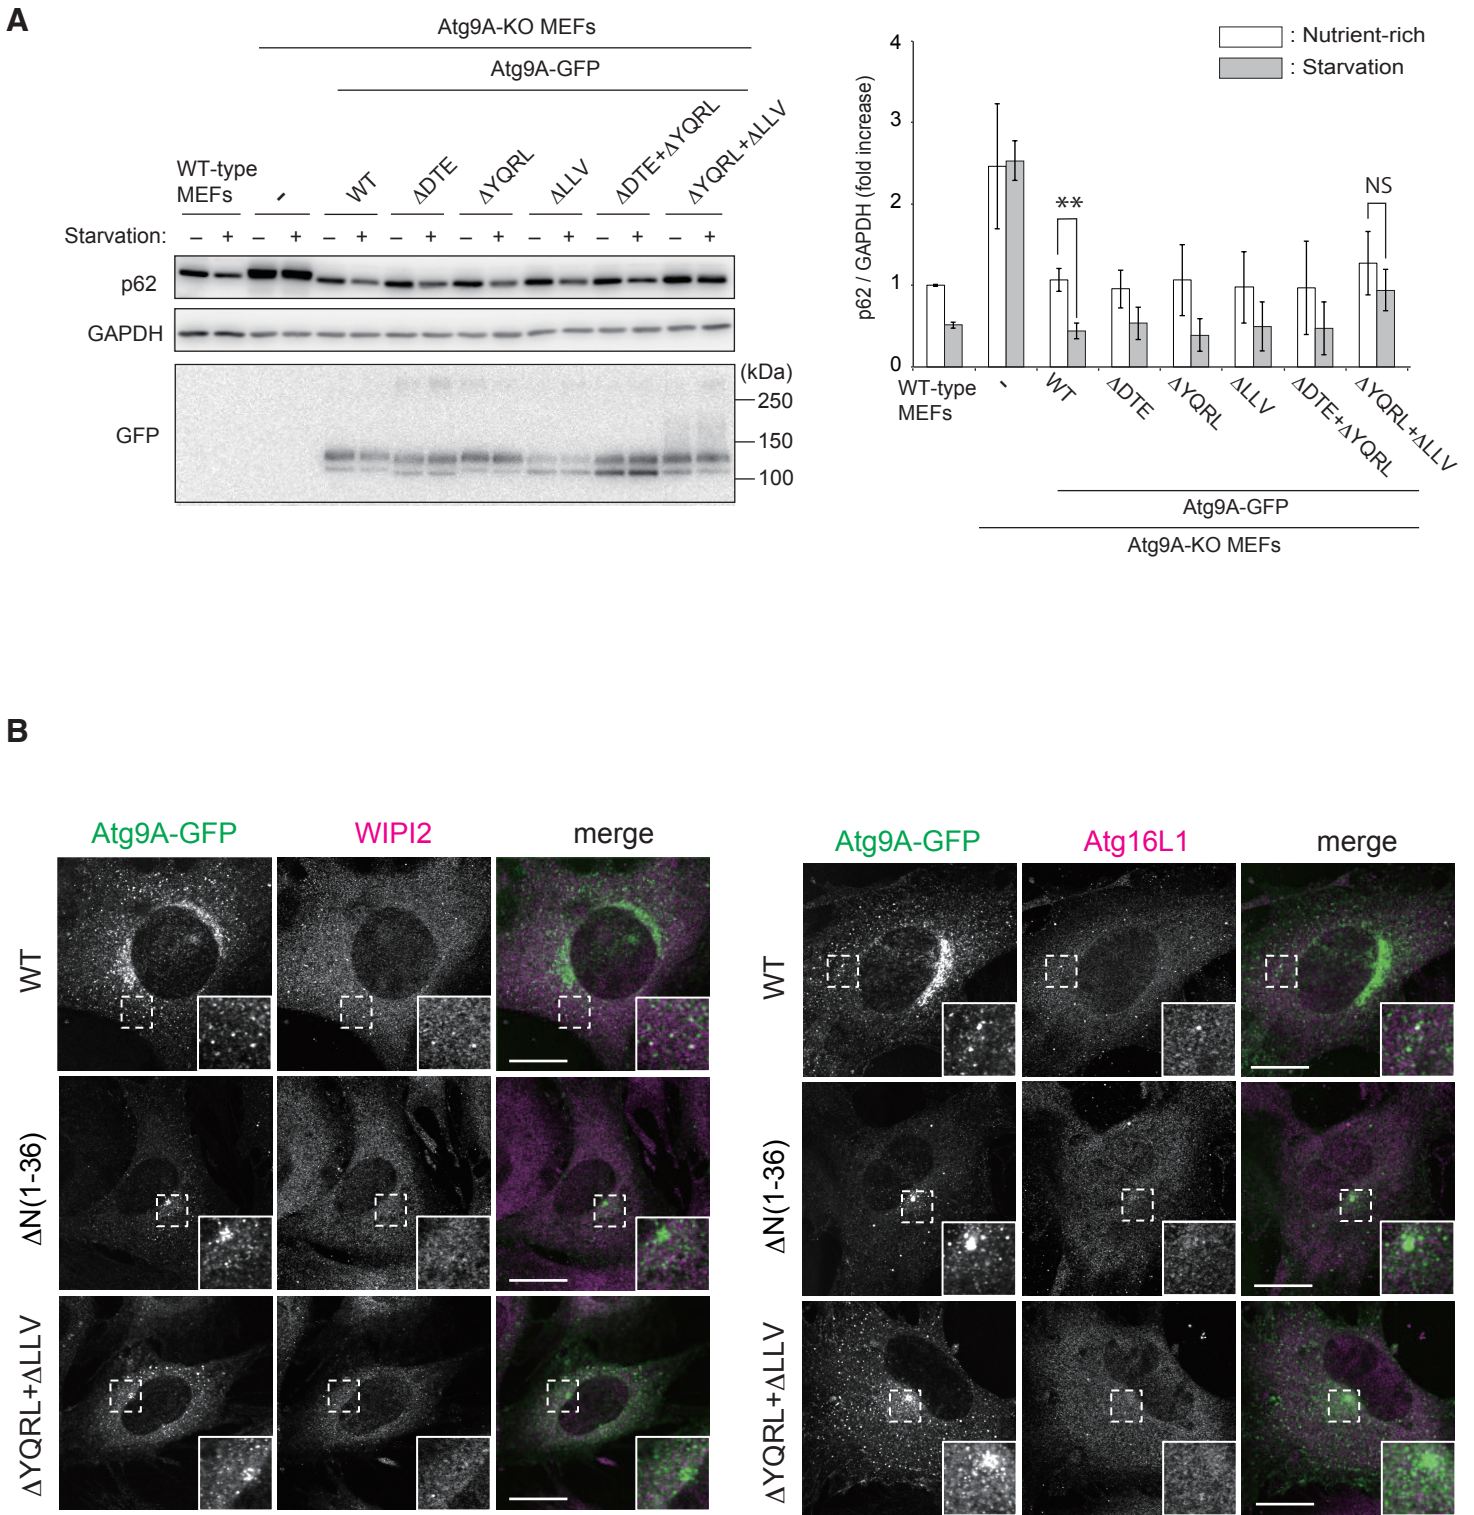 A
Atg9A-KO MEFs
Atg9A-GFP
WT-type
MEFs
-
WT
ΔDTE
ΔYQRL
ΔLLV
ΔDTE+ΔYQRL
ΔYQRL+ΔLLV
Starvation: – + – + – + – + – + – + – + – +
p62
GAPDH
GFP
(kDa)
250
150
100
: Nutrient-rich
: Starvation
p62 / GAPDH (fold increase)
4
3
2
1
0
**
NS
WT-type
MEFs
-
WT
ΔDTE
ΔYQRL
ΔLLV
ΔDTE+ΔYQRL
ΔYQRL+ΔLLV
Atg9A-GFP
Atg9A-KO MEFs
B
Atg9A-GFP WIPI2 merge
WT
ΔN(1-36)
ΔYQRL+ΔLLV
Atg9A-GFP Atg16L1 merge
WT
ΔN(1-36)
ΔYQRL+ΔLLV